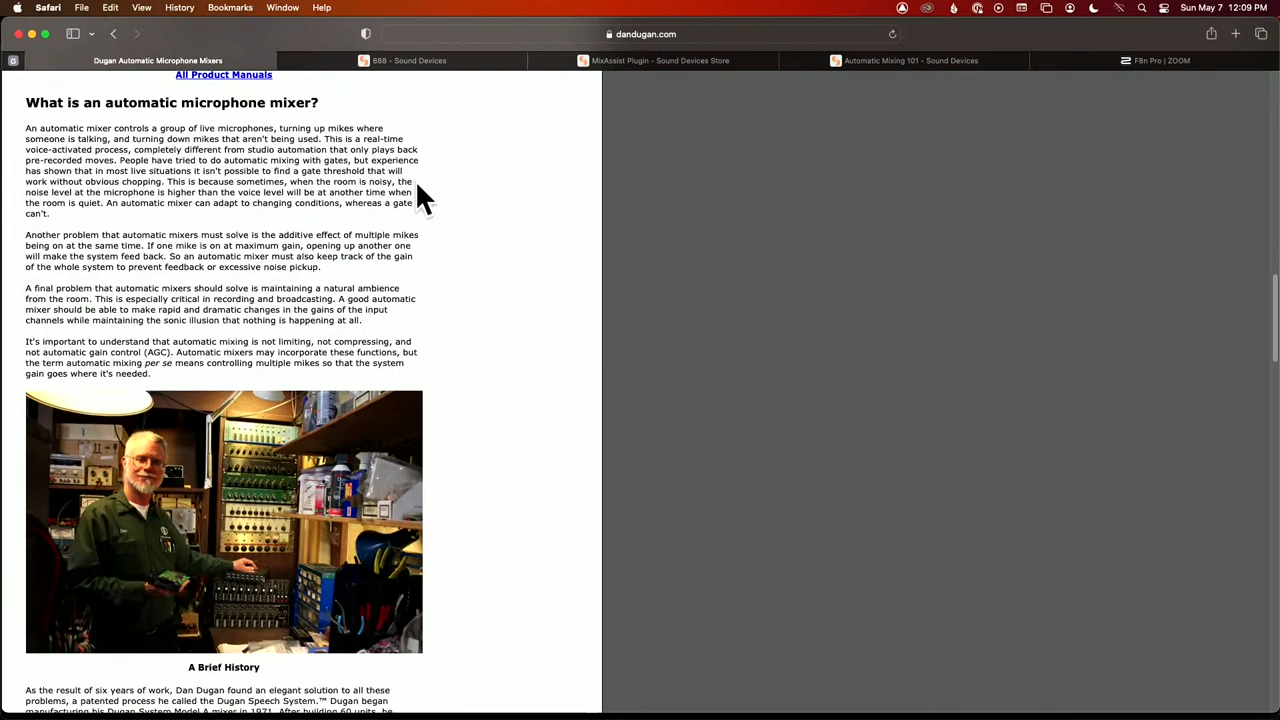 Safari File Edit View History Bookmarks Window Help
Sun May 7 12:09 PM
dandugan.com
G
Dugan Automatic Microphone Mixers
888 - Sound Devices
MixAssist Plugin - Sound Devices Store
Automatic Mixing 101 - Sound Devices
F8n Pro | ZOOM
All Product Manuals
What is an automatic microphone mixer?
An automatic mixer controls a group of live microphones, turning up mikes where
someone is talking, and turning down mikes that aren't being used. This is a real-time
voice-activated process, completely different from studio automation that only plays back
pre-recorded moves. People have tried to do automatic mixing with gates, but experience
has shown that in most live situations it isn't possible to find a gate threshold that will
work without obvious chopping. This is because sometimes, when the room is noisy, the
noise level at the microphone is higher than the voice level will be at another time when
the room is quiet. An automatic mixer can adapt to changing conditions, whereas a gate
can't.
Another problem that automatic mixers must solve is the additive effect of multiple mikes
being on at the same time. If one mike is on at maximum gain, opening up another one
will make the system feed back. So an automatic mixer must also keep track of the gain
of the whole system to prevent feedback or excessive noise pickup.
A final problem that automatic mixers should solve is maintaining a natural ambience
from the room. This is especially critical in recording and broadcasting. A good automatic
mixer should be able to make rapid and dramatic changes in the gains of the input
channels while maintaining the sonic illusion that nothing is happening at all.
It's important to understand that automatic mixing is not limiting, not compressing, and
not automatic gain control (AGC). Automatic mixers may incorporate these functions, but
the term automatic mixing per se means controlling multiple mikes so that the system
gain goes where it's needed.
A Brief History
As the result of six years of work, Dan Dugan found an elegant solution to all these
problems, a patented process he called the Dugan Speech System.™ Dugan began
manufacturing his Dugan System Model A mixer in 1971. After building 60 units, he